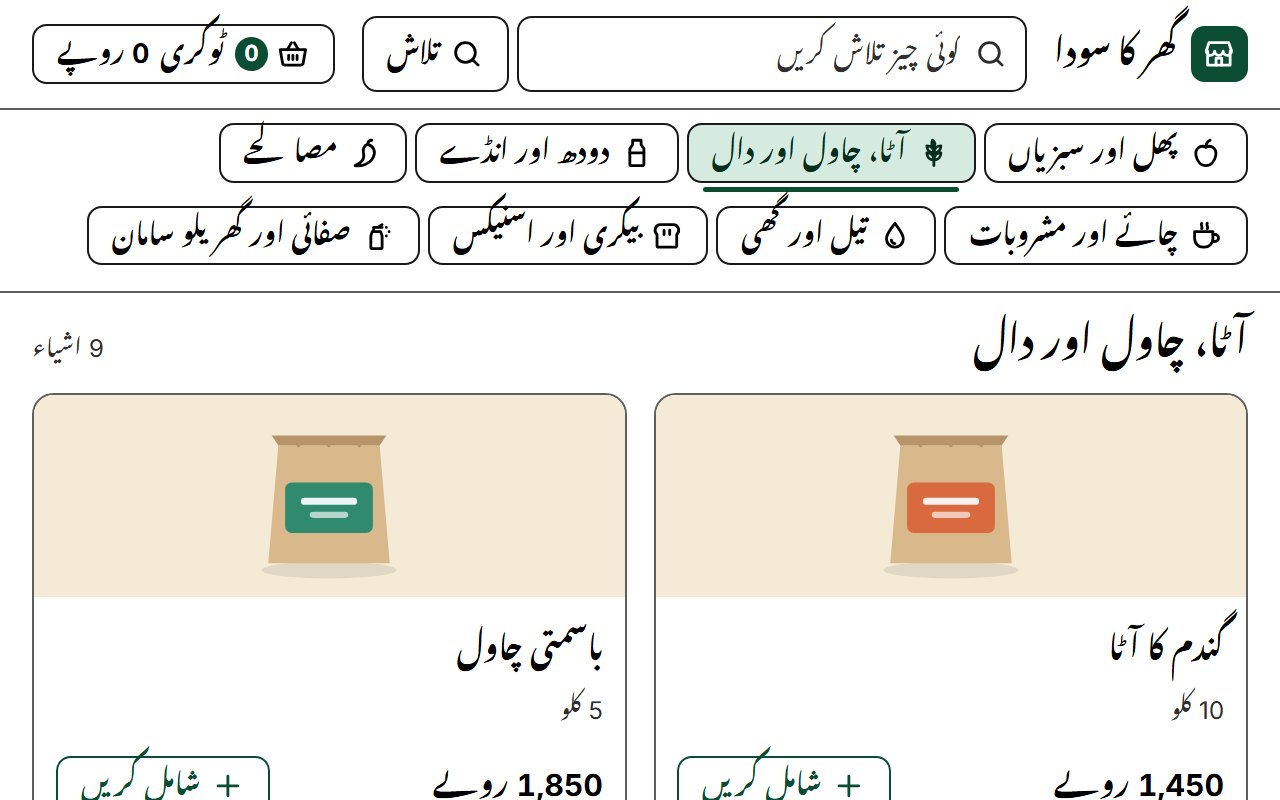 گھر کا سودا
کوئی چیز تلاش کریں
تلاش
0 ٹوکری 0 روپے
پھل اور سبزیاں
آٹا، چاول اور دال
دودھ اور انڈے
مصالحے
چائے اور مشروبات
تیل اور گھی
بیکری اور اسنیکس
صفائی اور گھریلو سامان
آٹا، چاول اور دال
9 اشیاء
گندم کا آٹا
10 کلو
1,450 روپے
شامل کریں
باسمتی چاول
5 کلو
1,850 روپے
شامل کریں